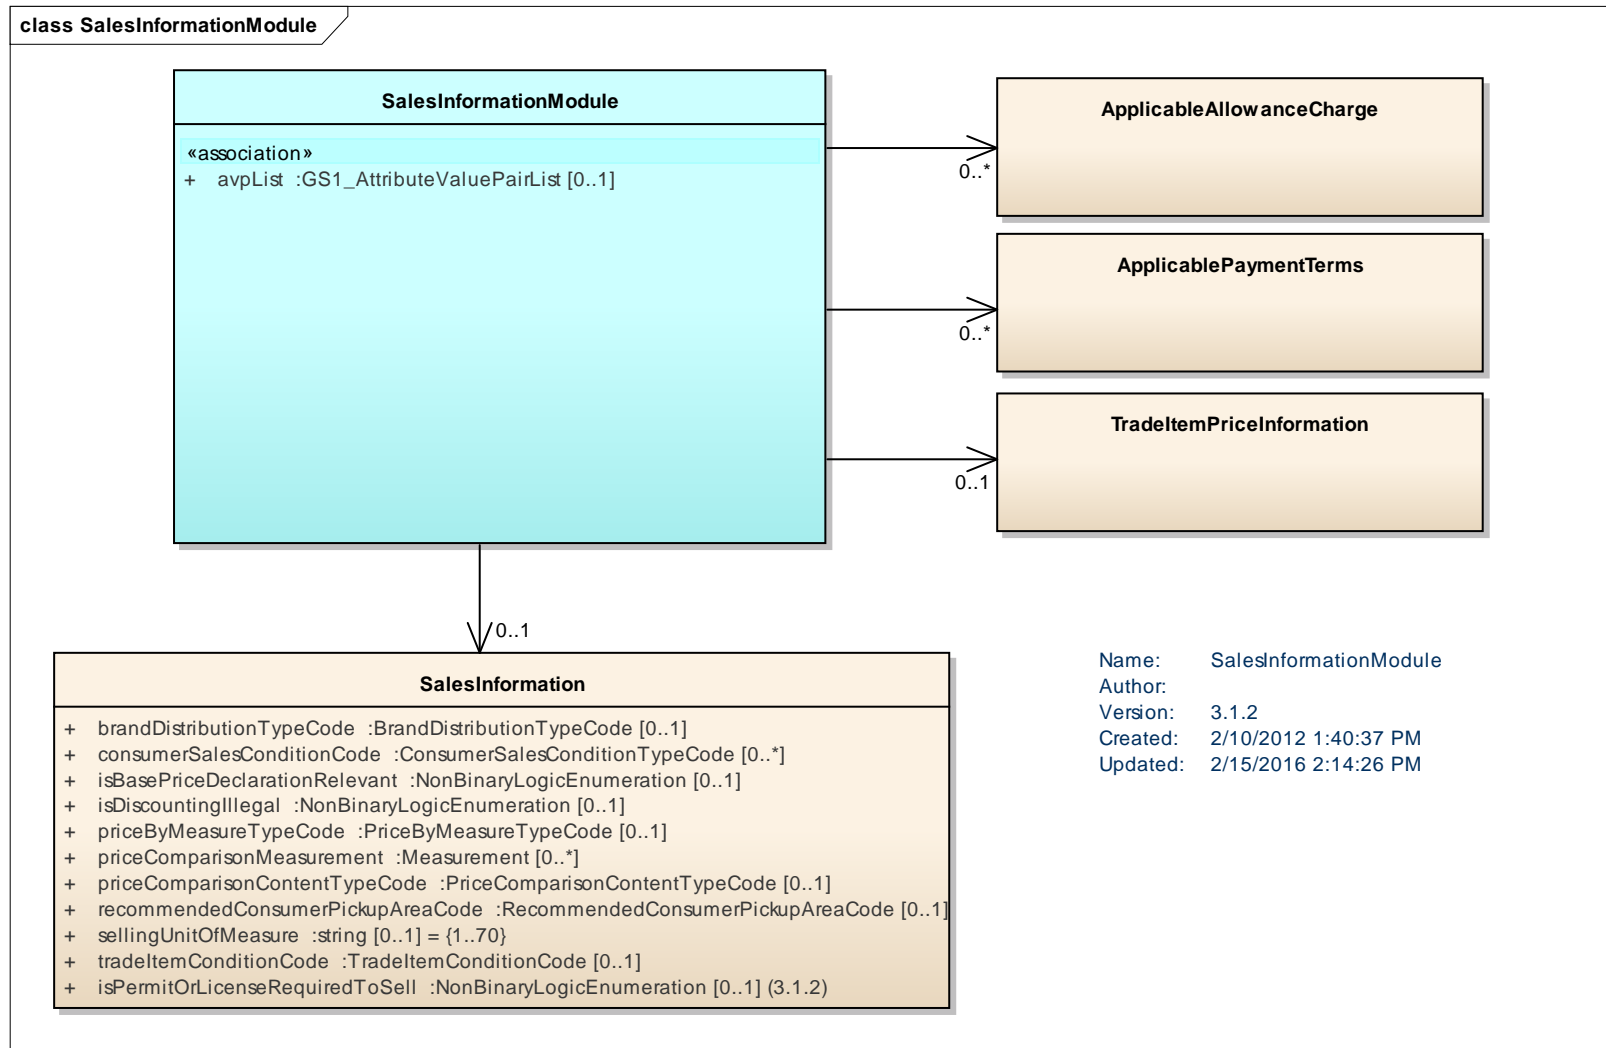 class SalesInformationModule
SalesInformationModule
«association»
+ avpList :GS1_AttributeValuePairList [0..1]
ApplicableAllowanceCharge
0..*
ApplicablePaymentTerms
0..*
TradeItemPriceInformation
0..1
0..1
SalesInformation
+ brandDistributionTypeCode :BrandDistributionTypeCode [0..1]
+ consumerSalesConditionCode :ConsumerSalesConditionTypeCode [0..*]
+ isBasePriceDeclarationRelevant :NonBinaryLogicEnumeration [0..1]
+ isDiscountingIllegal :NonBinaryLogicEnumeration [0..1]
+ priceByMeasureTypeCode :PriceByMeasureTypeCode [0..1]
+ priceComparisonMeasurement :Measurement [0..*]
+ priceComparisonContentTypeCode :PriceComparisonContentTypeCode [0..1]
+ recommendedConsumerPickupAreaCode :RecommendedConsumerPickupAreaCode [0..1]
+ sellingUnitOfMeasure :string [0..1] = {1..70}
+ tradeItemConditionCode :TradeItemConditionCode [0..1]
+ isPermitOrLicenseRequiredToSell :NonBinaryLogicEnumeration [0..1] (3.1.2)
Name: SalesInformationModule
Author:
Version: 3.1.2
Created: 2/10/2012 1:40:37 PM
Updated: 2/15/2016 2:14:26 PM